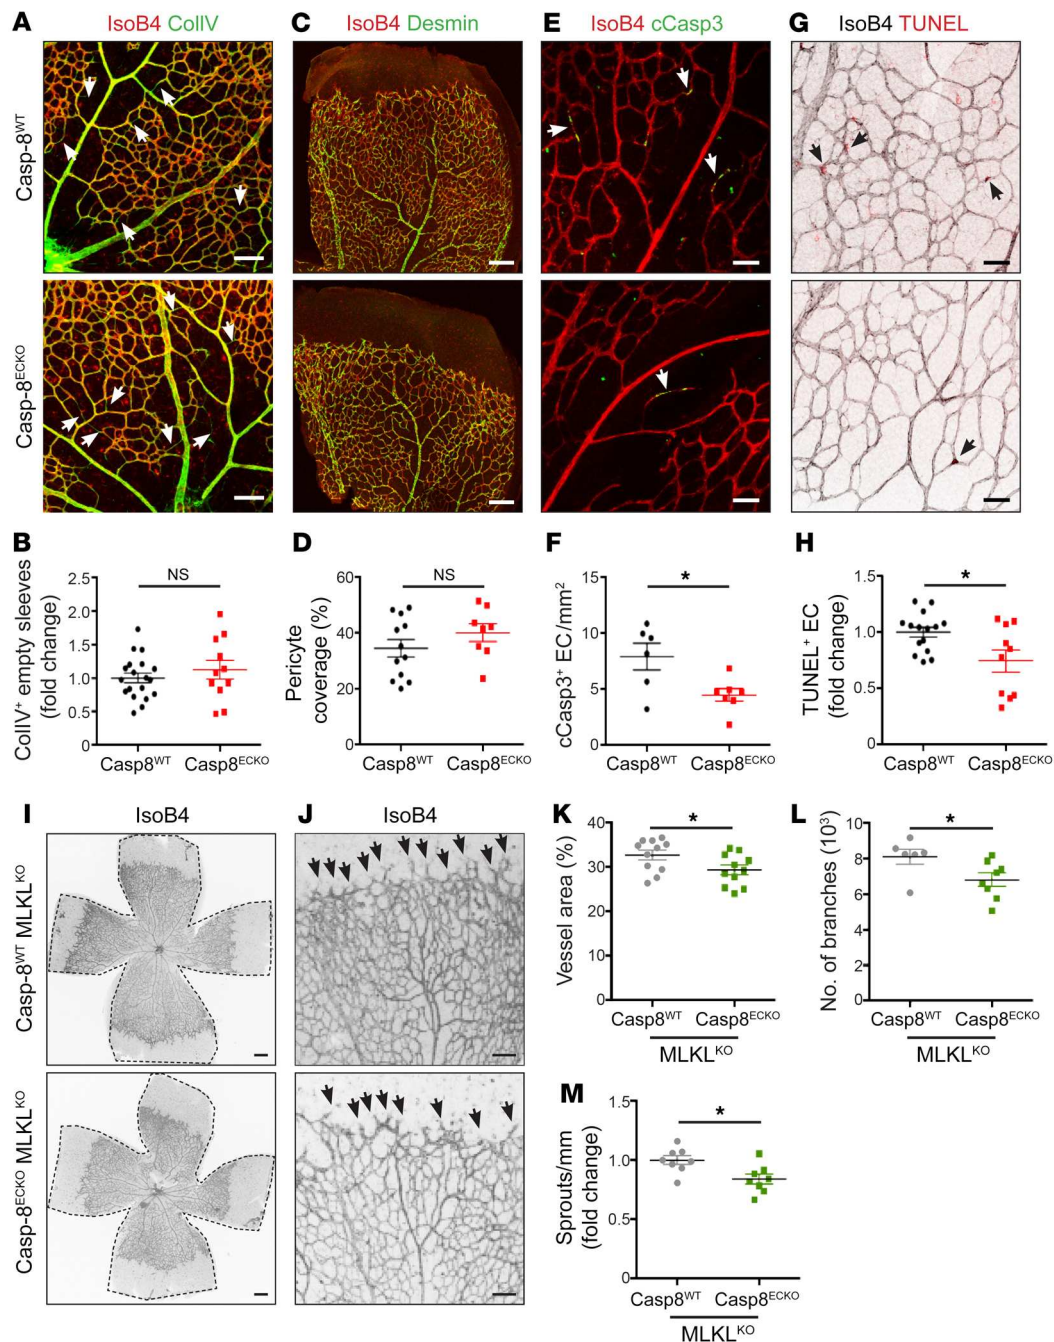 A IsoB4 CollV
C IsoB4 Desmin
E IsoB4 cCasp3
G IsoB4 TUNEL
Casp-8WT
Casp-8ECKO
B
NS
CollV+ empty sleeves
(fold change)
2.5
2.0
1.5
1.0
0.5
0
Casp8WT Casp8ECKO
D
NS
Pericyte
coverage (%)
60
40
20
0
Casp8WT Casp8ECKO
F
*
cCasp3+ EC/mm2
15
10
5
0
Casp8WT Casp8ECKO
H
*
TUNEL+ EC
(fold change)
1.5
1.0
0.5
0
Casp8WT Casp8ECKO
I IsoB4
J IsoB4
Casp-8WT MLKLKO
Casp-8ECKO MLKLKO
K
*
Vessel area (%)
40
30
20
10
0
Casp8WT Casp8ECKO
MLKLKO
L
*
No. of branches (103)
10
8
6
4
2
0
Casp8WT Casp8ECKO
MLKLKO
M
*
Sprouts/mm
(fold change)
1.5
1.0
0.5
0
Casp8WT Casp8ECKO
MLKLKO